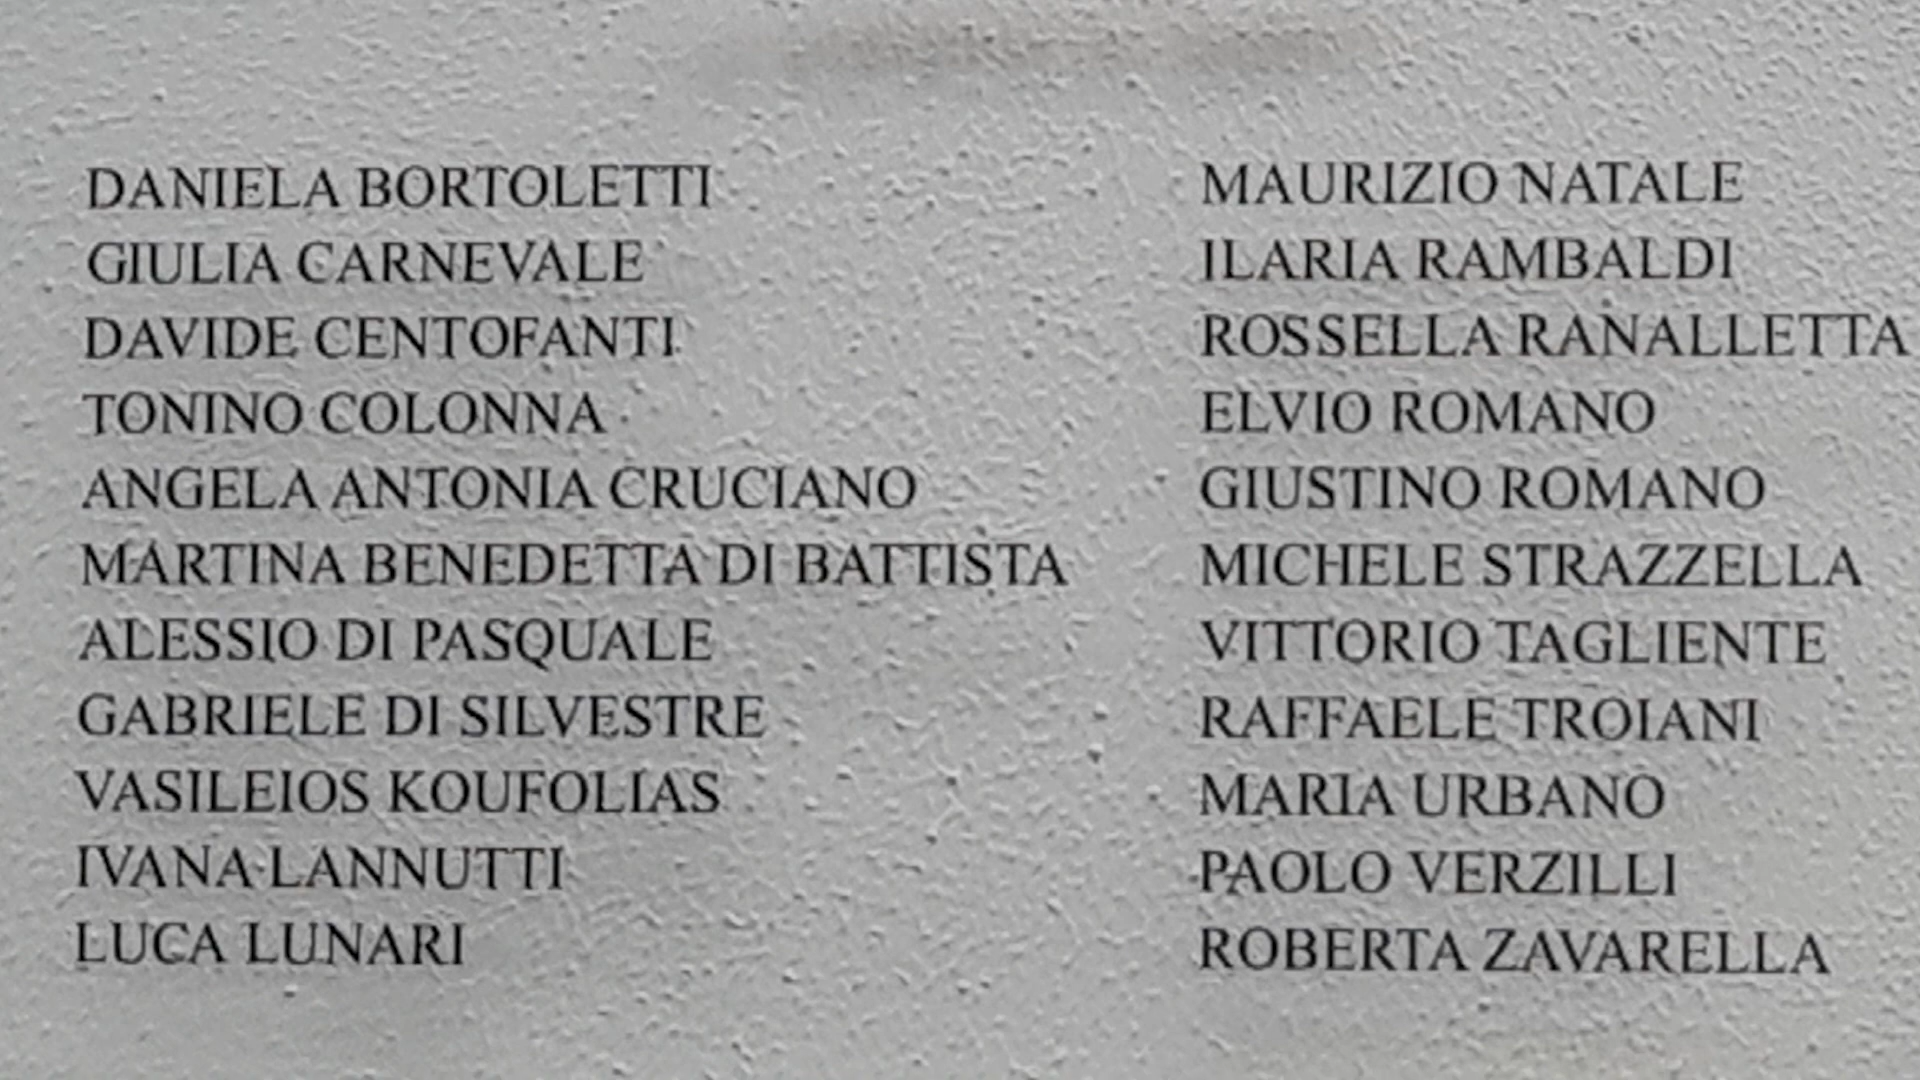 DANIELA BORTOLETTI
GIULIA CARNEVALE
DAVIDE CENTOFANTI
TONINO COLONNA
ANGELA ANTONIA CRUCIANO
MARTINA BENEDETTA DI BATTISTA
ALESSIO DI PASQUALE
GABRIELE DI SILVESTRE
VASILEIOS KOUFOLIAS
IVANA LANNUTTI
LUCA LUNARI
MAURIZIO NATALE
ILARIA RAMBALDI
ROSSELLA RANALLETTA
ELVIO ROMANO
GIUSTINO ROMANO
MICHELE STRAZZELLA
VITTORIO TAGLIENTE
RAFFAELE TROIANI
MARIA URBANO
PAOLO VERZILLI
ROBERTA ZAVARELLA